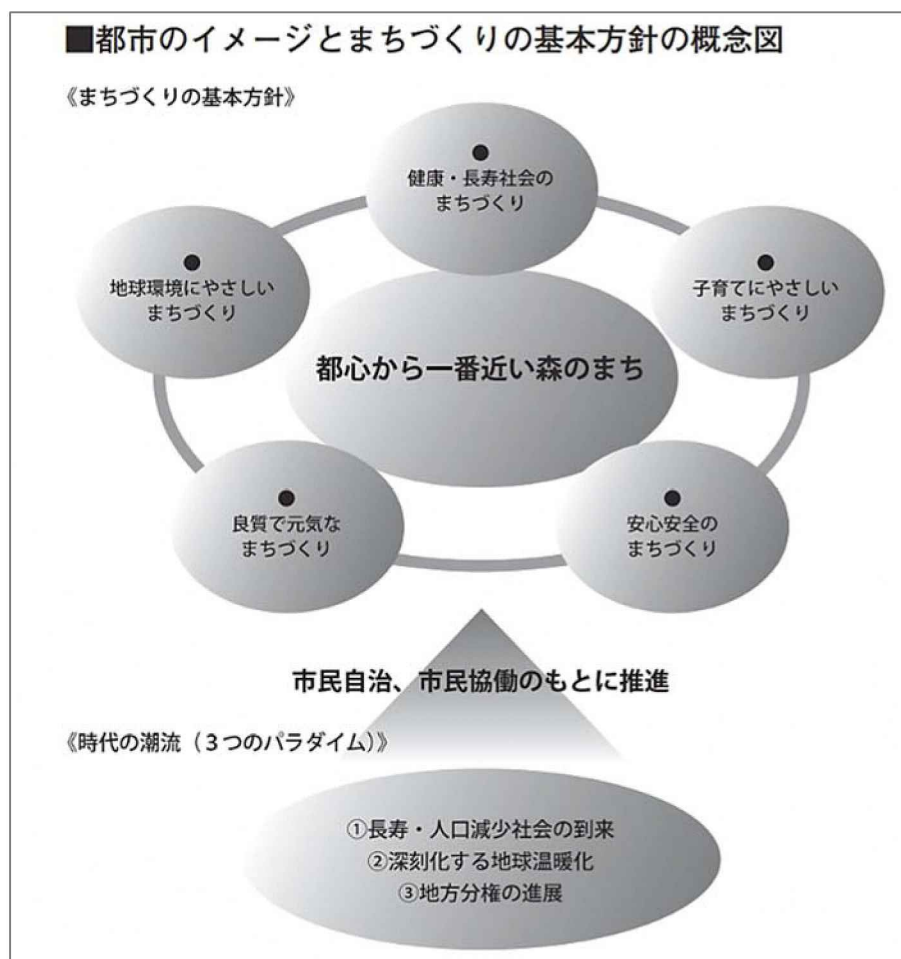 ■都市のイメージとまちづくりの基本方針の概念図
《まちづくりの基本方針》
●
健康・長寿社会の
まちづくり
●
地球環境にやさしい
まちづくり
●
子育てにやさしい
まちづくり
都心から一番近い森のまち
●
良質で元気な
まちづくり
●
安心安全の
まちづくり
市民自治、市民協働のもとに推進
《時代の潮流（３つのパラダイム）》
①長寿・人口減少社会の到来
②深刻化する地球温暖化
③地方分権の進展